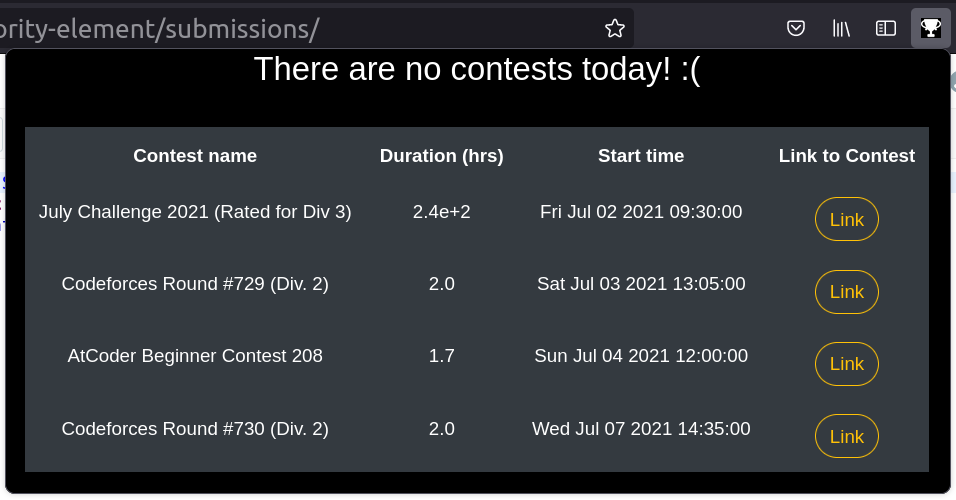 ority-element/submissions/
There are no contests today! :(
Contest name Duration (hrs) Start time Link to Contest
July Challenge 2021 (Rated for Div 3) 2.4e+2 Fri Jul 02 2021 09:30:00 Link
Codeforces Round #729 (Div. 2) 2.0 Sat Jul 03 2021 13:05:00 Link
AtCoder Beginner Contest 208 1.7 Sun Jul 04 2021 12:00:00 Link
Codeforces Round #730 (Div. 2) 2.0 Wed Jul 07 2021 14:35:00 Link